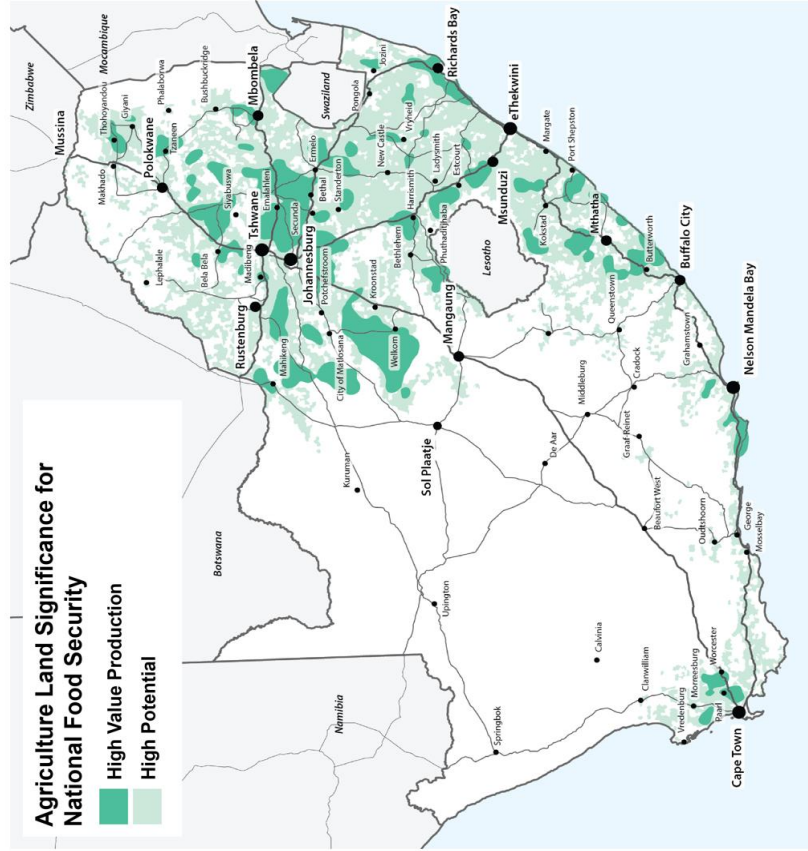 Agriculture Land Significance for
National Food Security
High Value Production
High Potential
Zimbabwe
Mozambique
Botswana
Namibia
Swaziland
Lesotho
Mussina
Thohoyandou
Giyani
Makhado
Phalaborwa
Tzaneen
Polokwane
Bushbuckridge
Lephalale
Mbombela
Siyabuswa
Bela Bela
Tshwane
Emalahleni
Madibeng
Rustenburg
Johannesburg
Secunda
Bethal
Ermelo
Standerton
Mahikeng
Potchefstroom
City of Matlosana
Kroonstad
Welkom
Jozini
Pongola
Richards Bay
Vryheid
New Castle
Ladysmith
Estcourt
Harrismith
Bethlehem
Phuthaditjhaba
eThekwini
Msunduzi
Margate
Port Shepston
Kokstad
Mthatha
Butterworth
Buffalo City
Queenstown
Mangaung
Sol Plaatje
Kuruman
Upington
De Aar
Middleburg
Cradock
Graaf-Reinet
Grahamstown
Nelson Mandela Bay
Beaufort West
Oudtshoorn
George
Mosselbay
Springbok
Calvinia
Clanwilliam
Vredenburg
Morreesburg
Worcester
Paarl
Cape Town